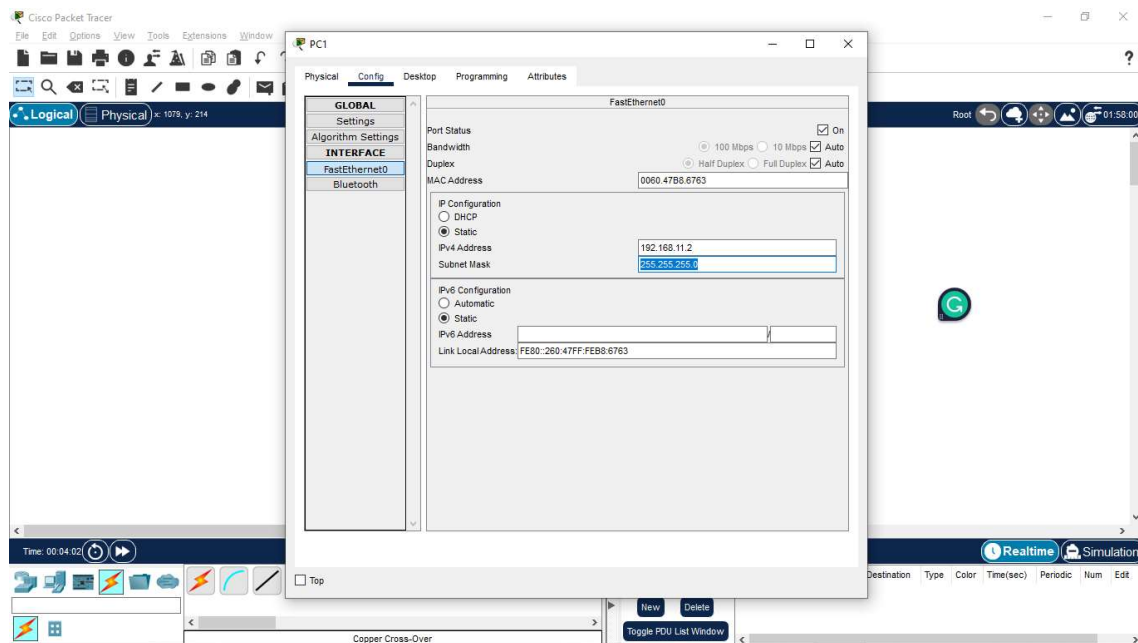 Cisco Packet Tracer
File Edit Options View Tools Extensions Window
?
Logical Physical x: 1079, y: 214
Root 01:58:00
PC1
Physical Config Desktop Programming Attributes
GLOBAL
Settings
Algorithm Settings
INTERFACE
FastEthernet0
Bluetooth
FastEthernet0
Port Status On
Bandwidth 100 Mbps 10 Mbps Auto
Duplex Half Duplex Full Duplex Auto
MAC Address 0060.47B8.6763
IP Configuration
DHCP
Static
IPv4 Address 192.168.11.2
Subnet Mask 255.255.255.0
IPv6 Configuration
Automatic
Static
IPv6 Address /
Link Local Address: FE80::260:47FF:FEB8:6763
Top
Time: 00:04:02
Realtime Simulation
Destination Type Color Time(sec) Periodic Num Edit
New Delete
Toggle PDU List Window
Copper Cross-Over